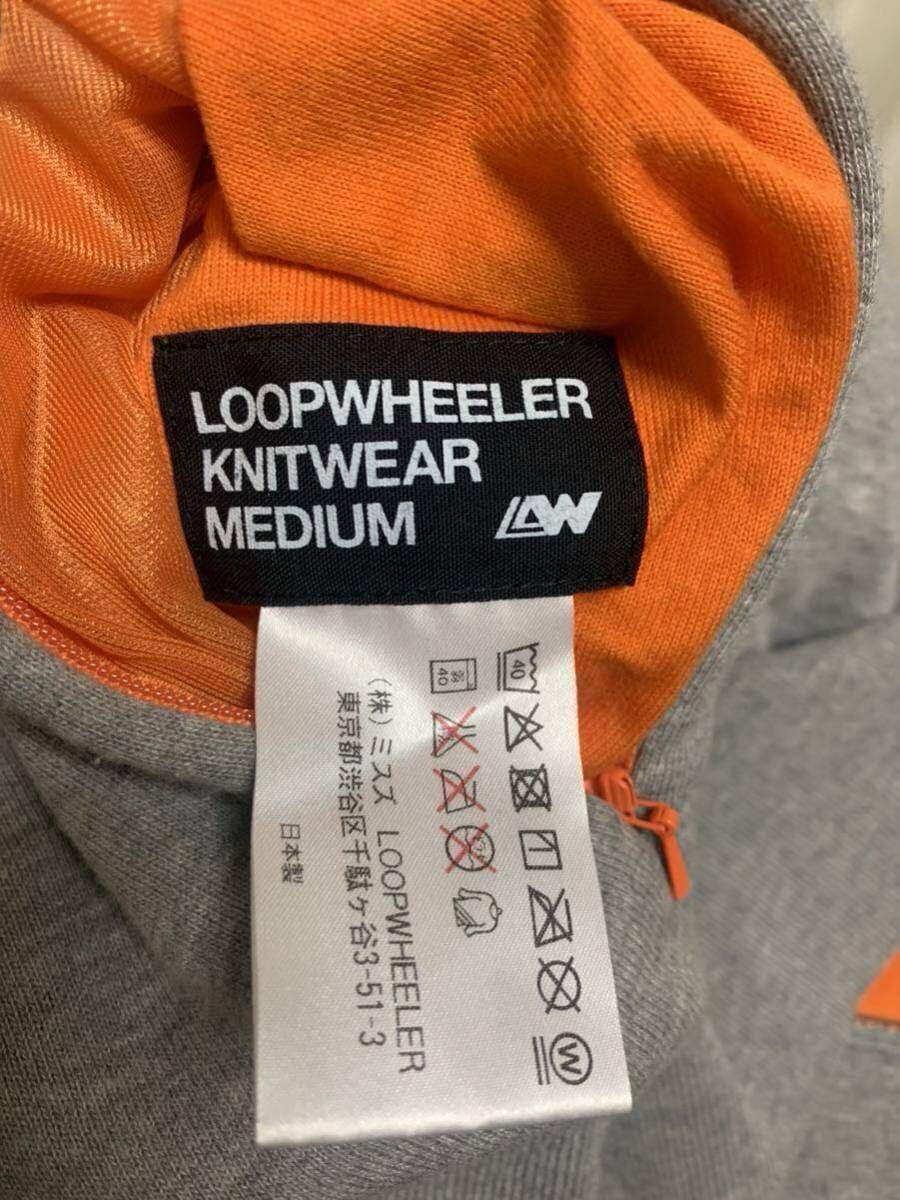 LOOPWHEELER
KNITWEAR
MEDIUM LW
40
W
40
(株)ミスズ LOOPWHEELER
東京都渋谷区千駄ヶ谷3-51-3
日本製